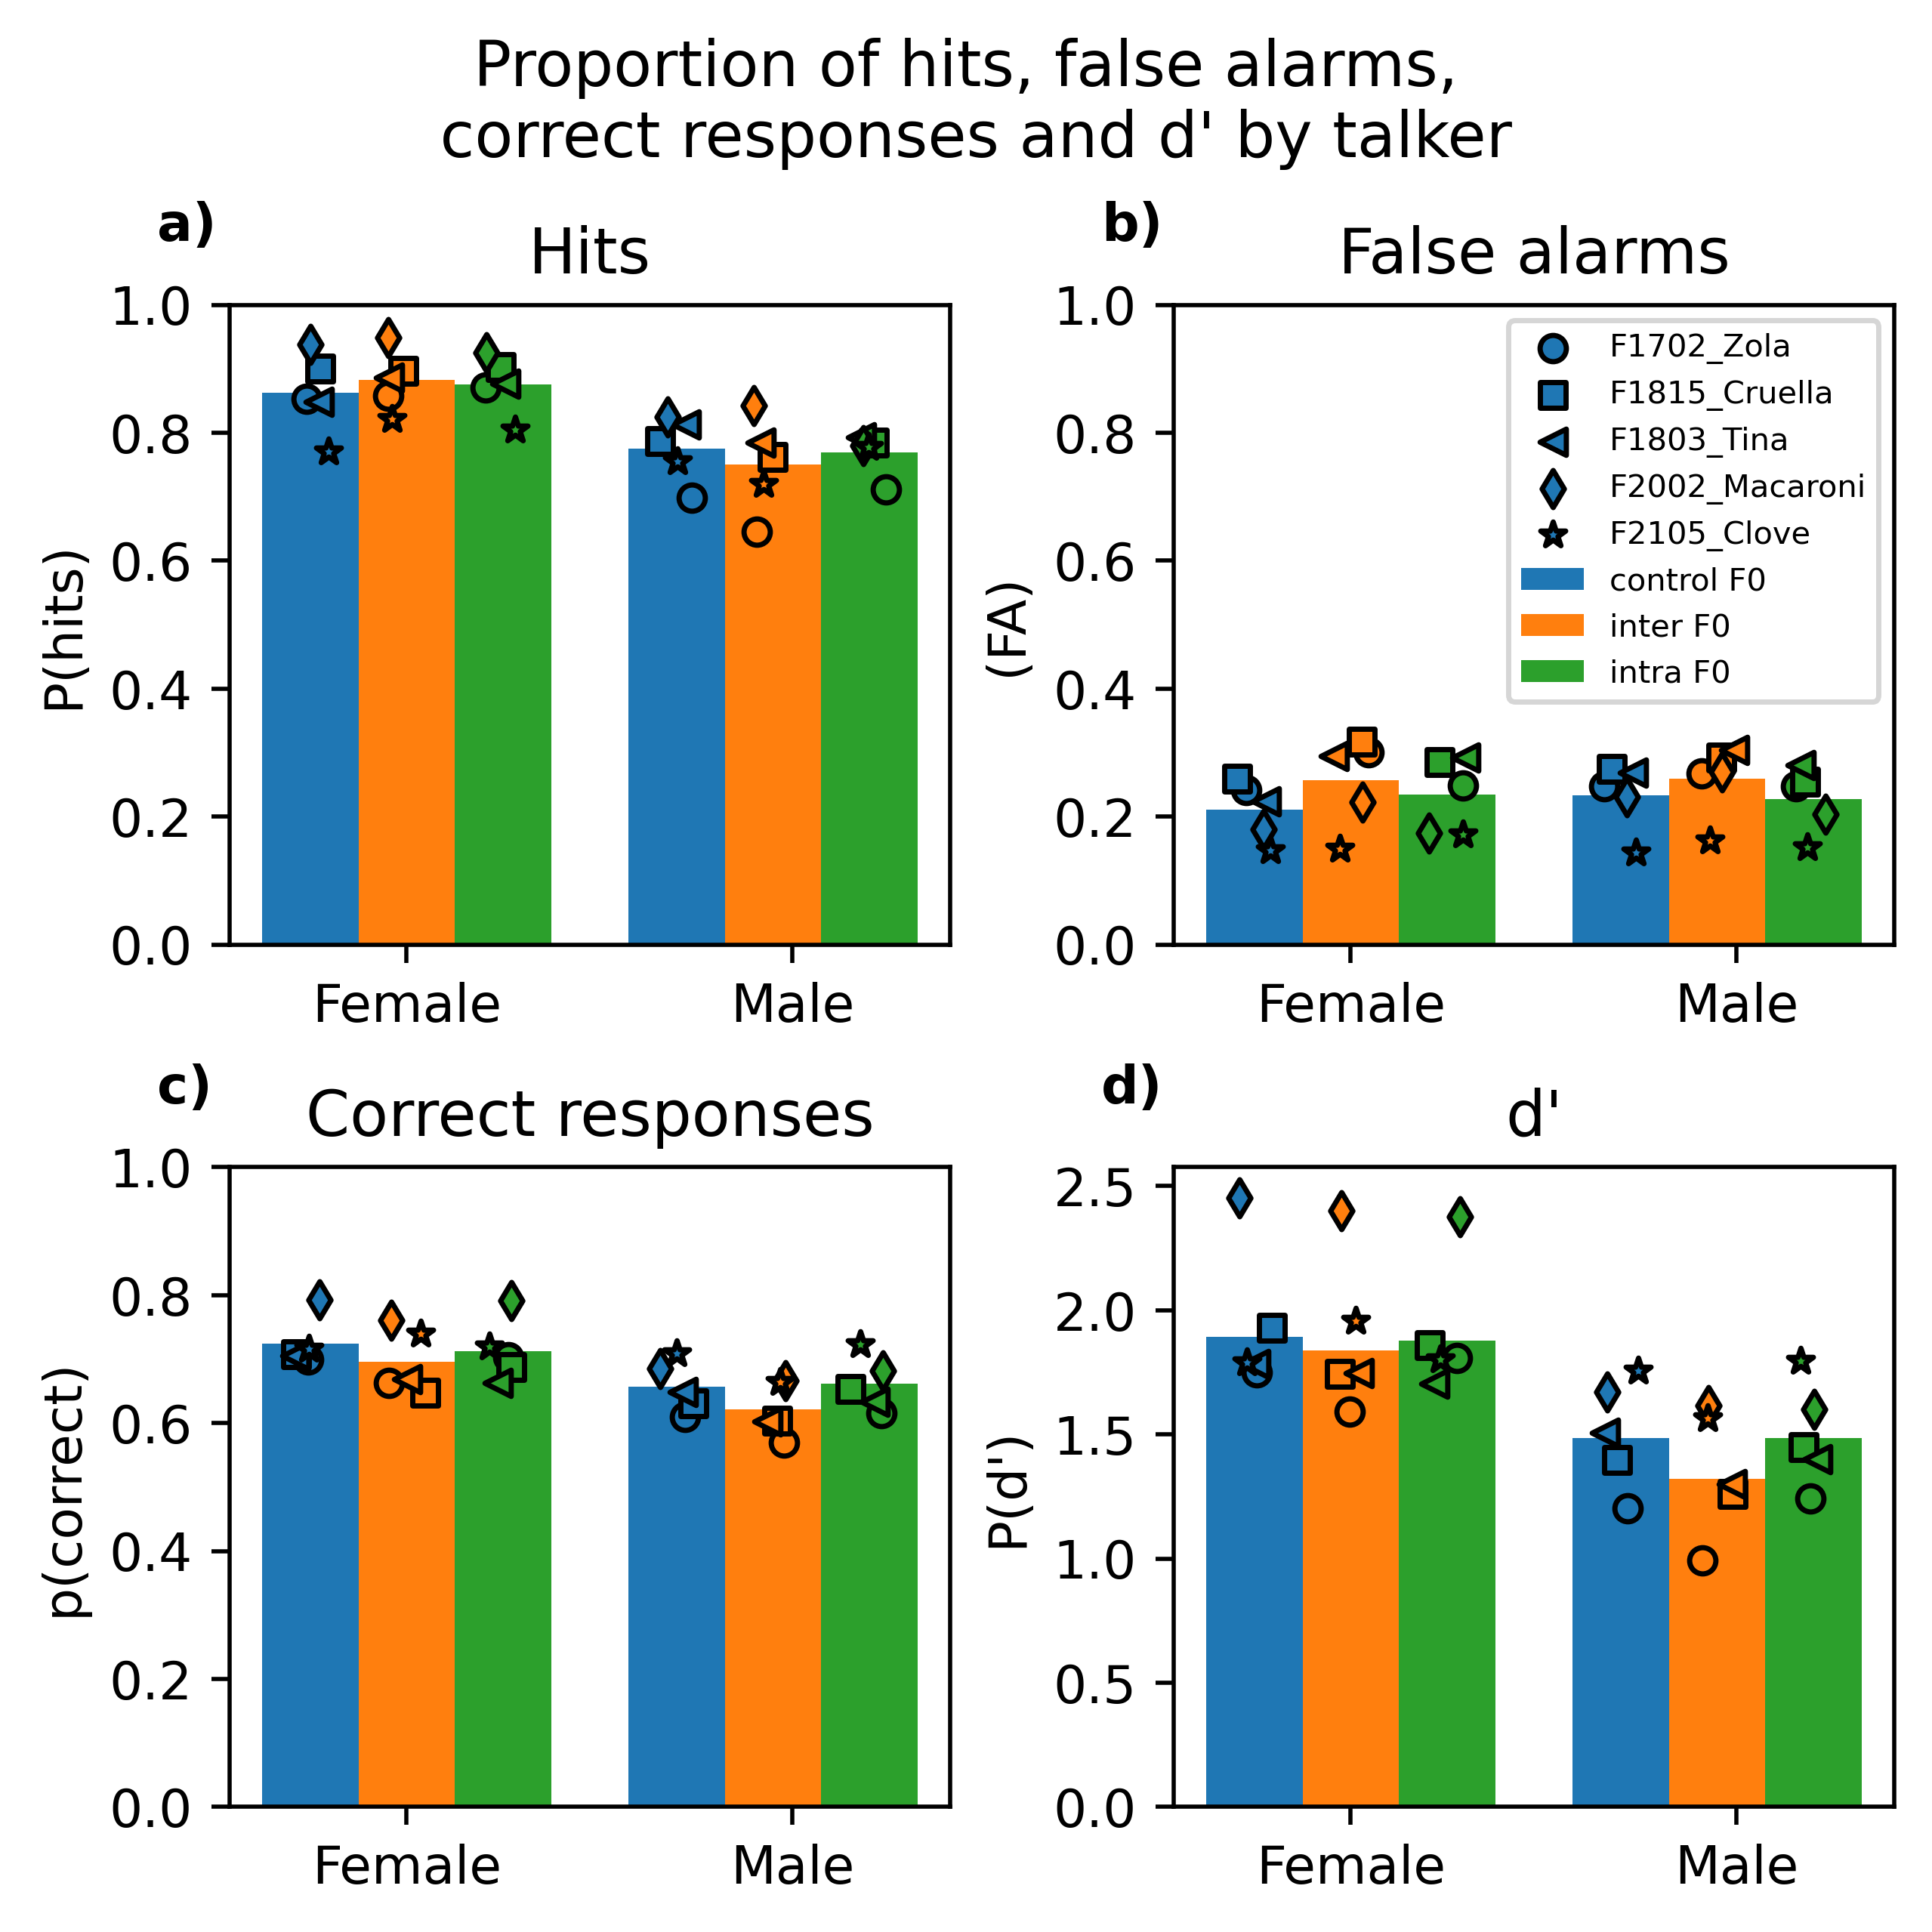 Proportion of hits, false alarms,
correct responses and d' by talker
a)
Hits
1.0
0.8
0.6
0.4
0.2
0.0
P(hits)
Female
Male
b)
False alarms
1.0
0.8
0.6
0.4
0.2
0.0
(FA)
F1702_Zola
F1815_Cruella
F1803_Tina
F2002_Macaroni
F2105_Clove
control F0
inter F0
intra F0
Female
Male
c)
Correct responses
1.0
0.8
0.6
0.4
0.2
0.0
p(correct)
Female
Male
d)
d'
2.5
2.0
1.5
1.0
0.5
0.0
P(d')
Female
Male